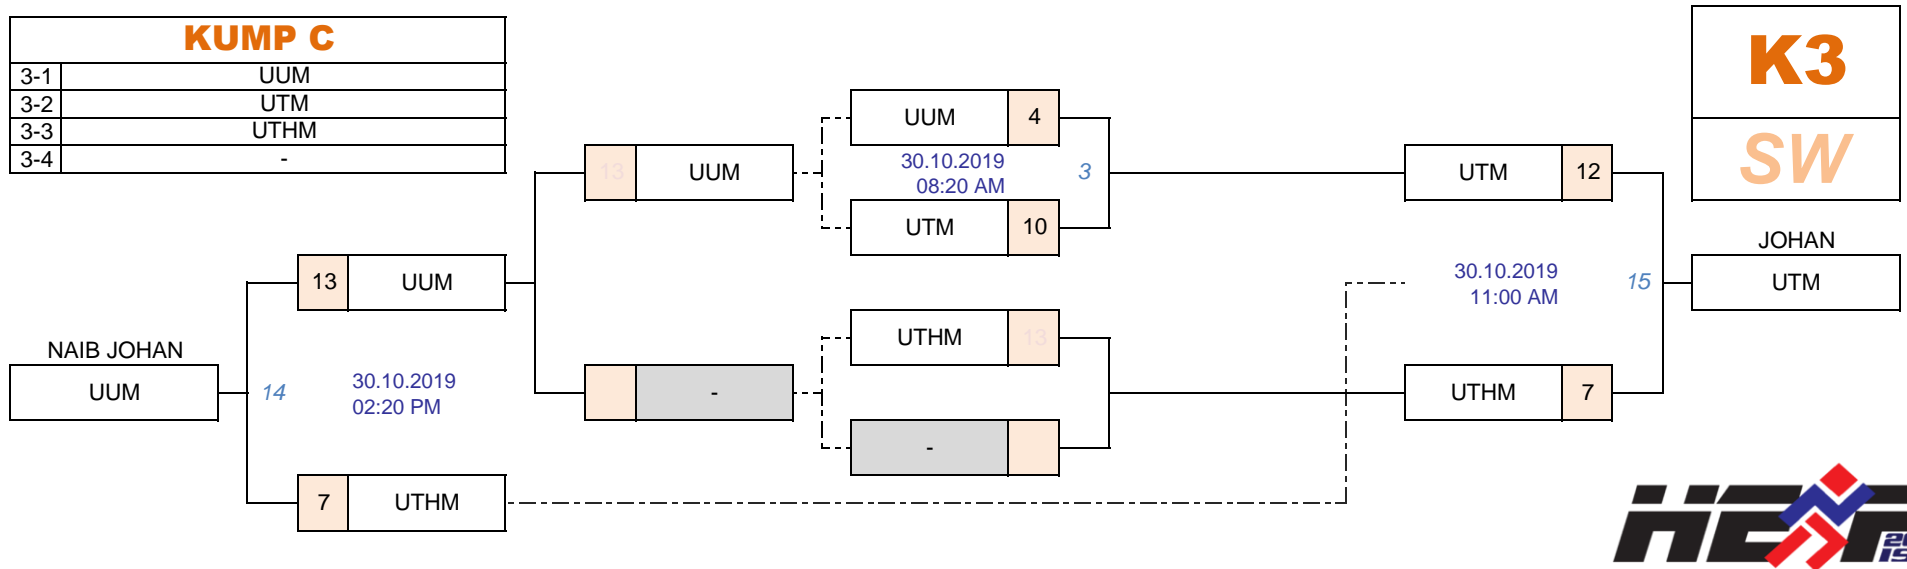 KUMP C
3-1 UUM
3-2 UTM
3-3 UTHM
3-4 -
K3
SW
UUM 4
30.10.2019
08:20 AM
3
UTM 10
13 UUM
UTM 12
13 UUM
JOHAN
UTM
30.10.2019
11:00 AM
15
UTHM 13
-
-
NAIB JOHAN
UUM
14
30.10.2019
02:20 PM
UTHM 7
7 UTHM